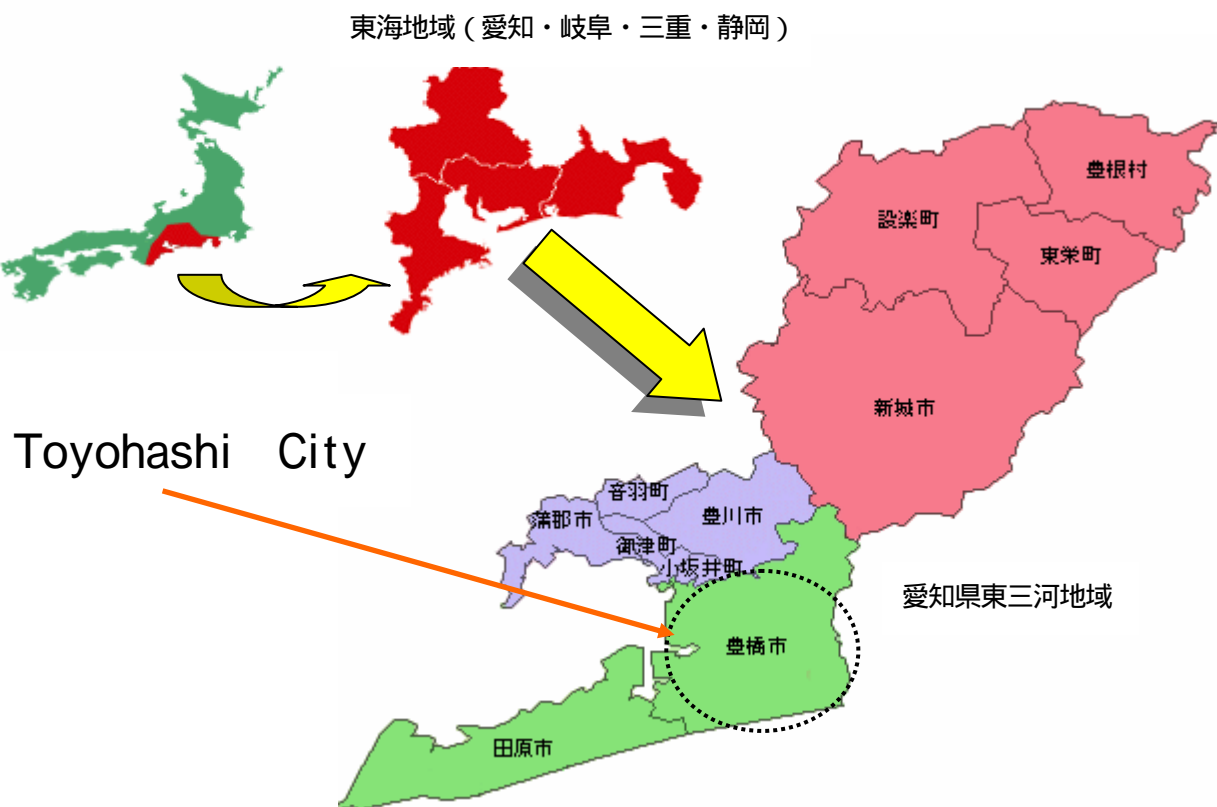 東海地域(愛知・岐阜・三重・静岡)
豊根村
設楽町
東栄町
新城市
Toyohashi City
音羽町
蒲郡市
豊川市
御津町
小坂井町
愛知県東三河地域
豊橋市
田原市